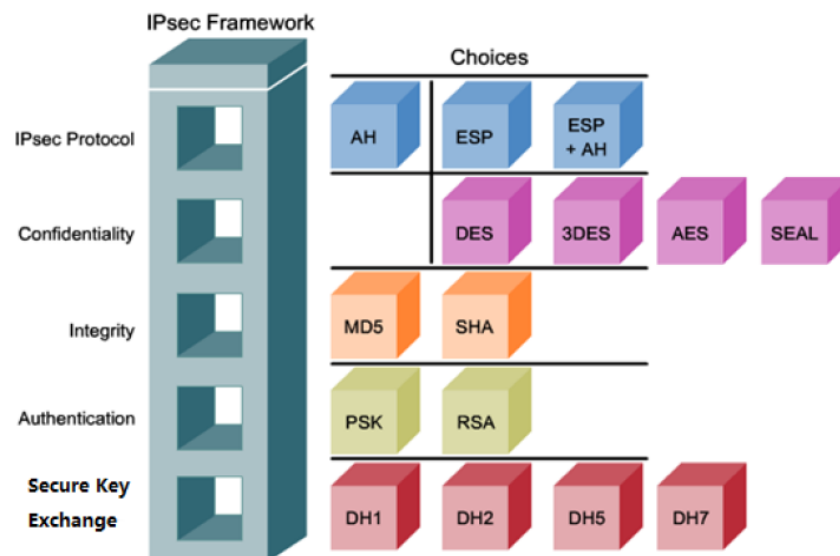 IPsec Framework
Choices
IPsec Protocol
AH
ESP
ESP
+ AH
Confidentiality
DES
3DES
AES
SEAL
Integrity
MD5
SHA
Authentication
PSK
RSA
Secure Key
Exchange
DH1
DH2
DH5
DH7